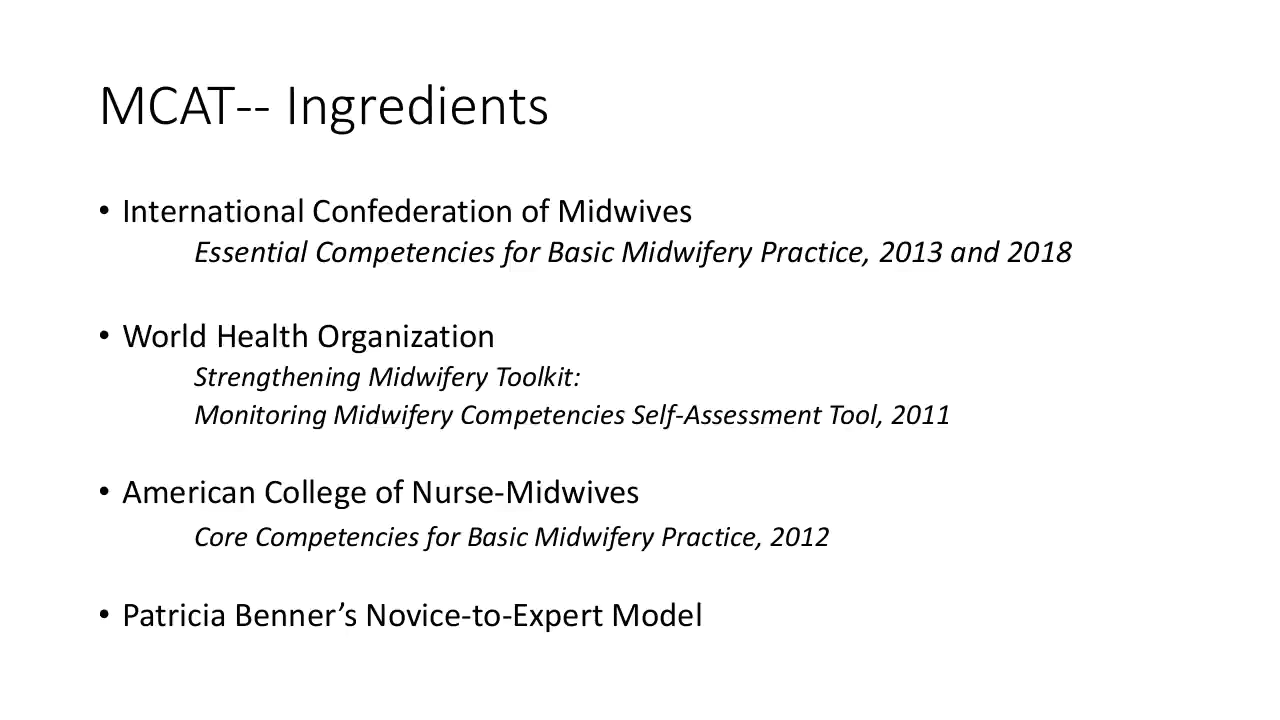 MCAT-- Ingredients
• International Confederation of Midwives
Essential Competencies for Basic Midwifery Practice, 2013 and 2018
• World Health Organization
Strengthening Midwifery Toolkit:
Monitoring Midwifery Competencies Self-Assessment Tool, 2011
• American College of Nurse-Midwives
Core Competencies for Basic Midwifery Practice, 2012
• Patricia Benner’s Novice-to-Expert Model